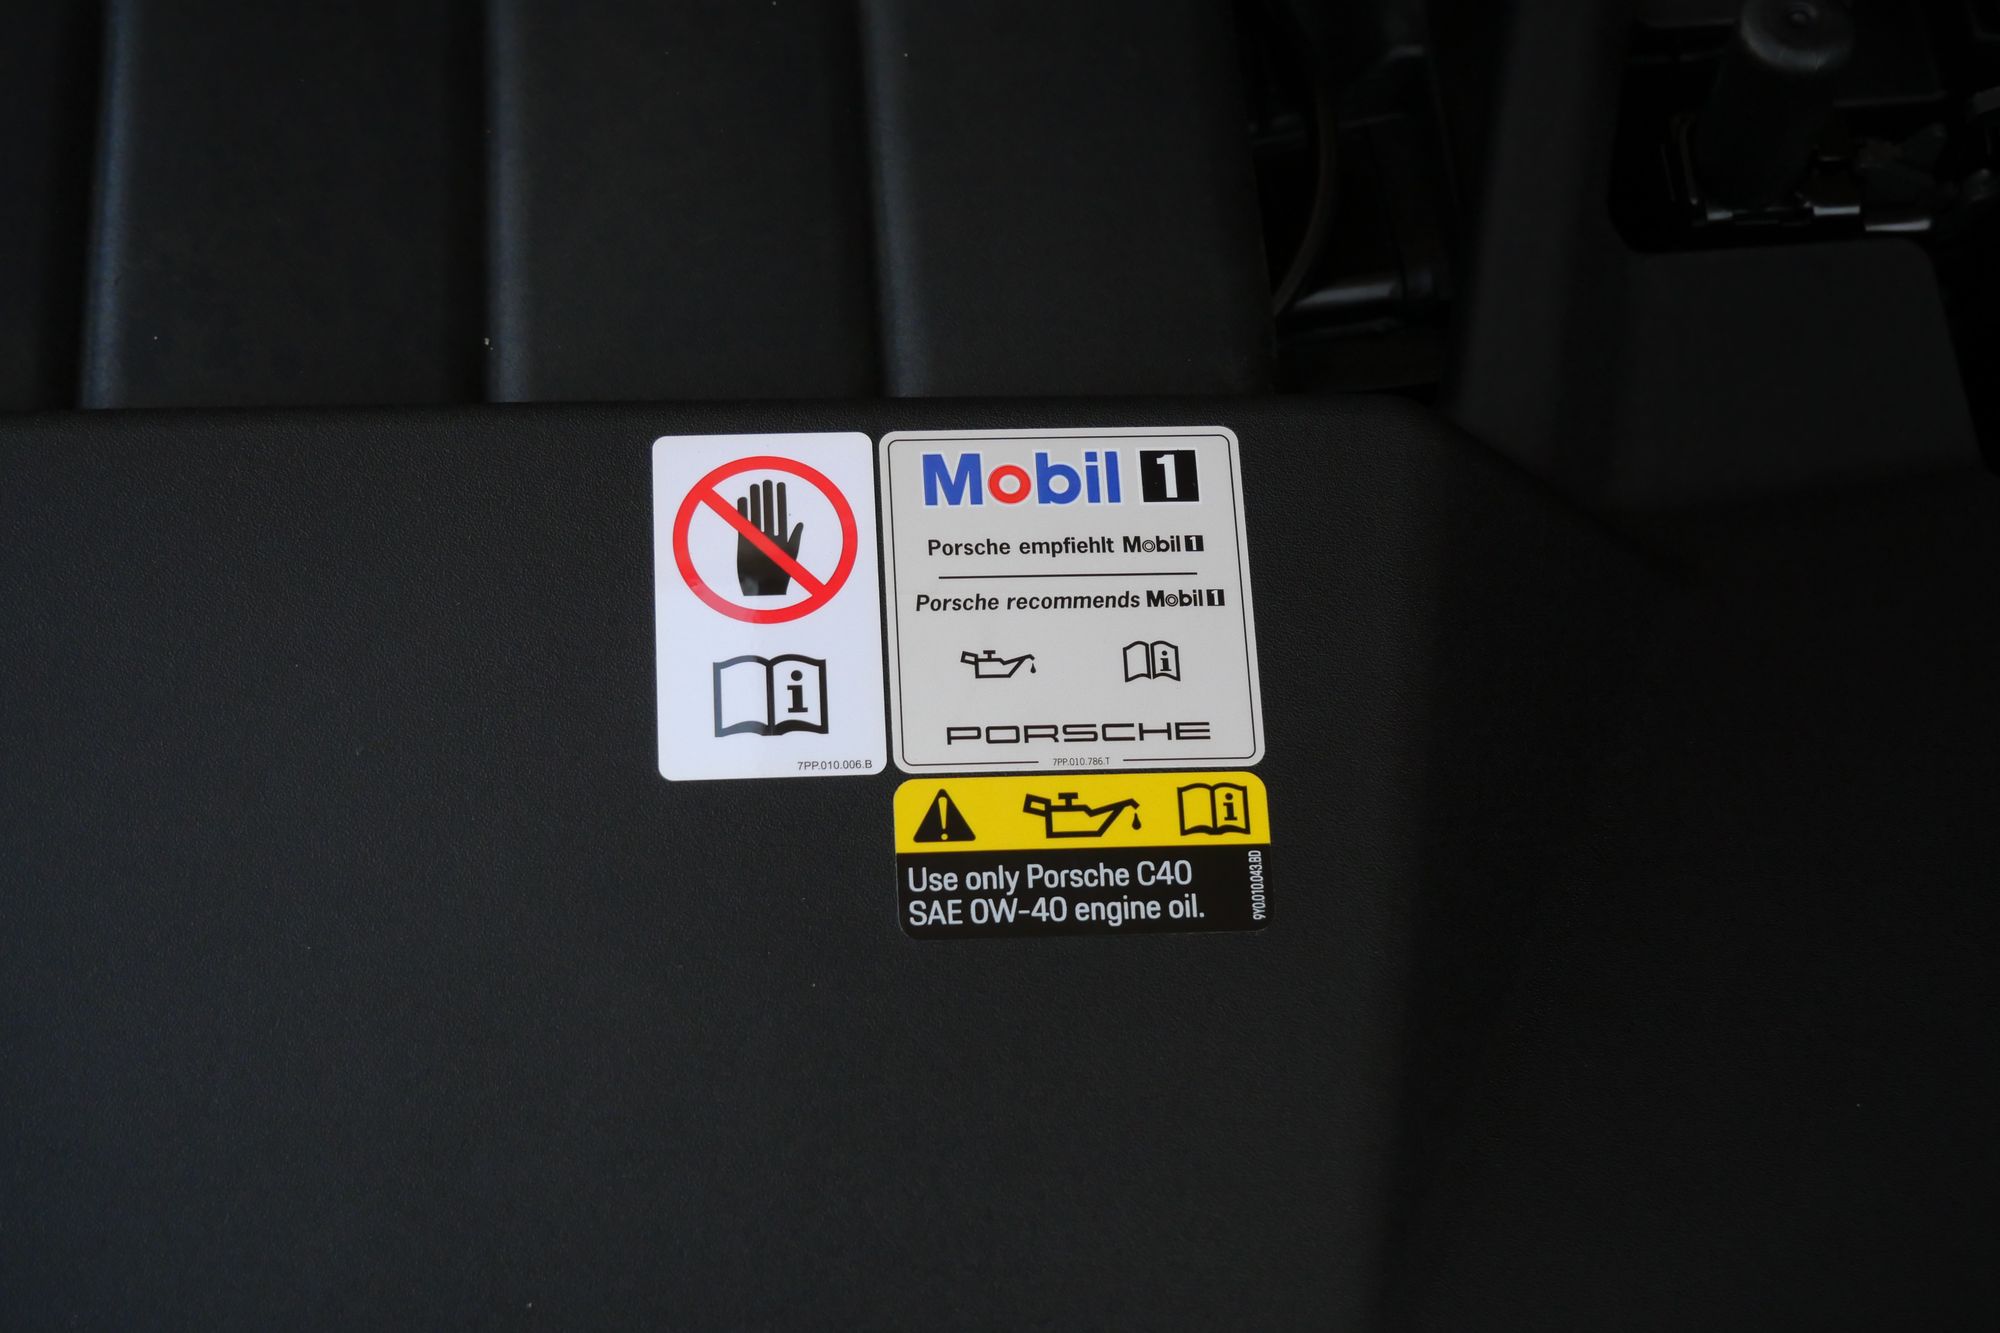 7PP.010.006.B
Mobil 1
Porsche empfiehlt Mobil 1
Porsche recommends Mobil 1
PORSCHE
7PP.010.786.T
Use only Porsche C40
SAE 0W-40 engine oil.
9Y0.010.043.BD